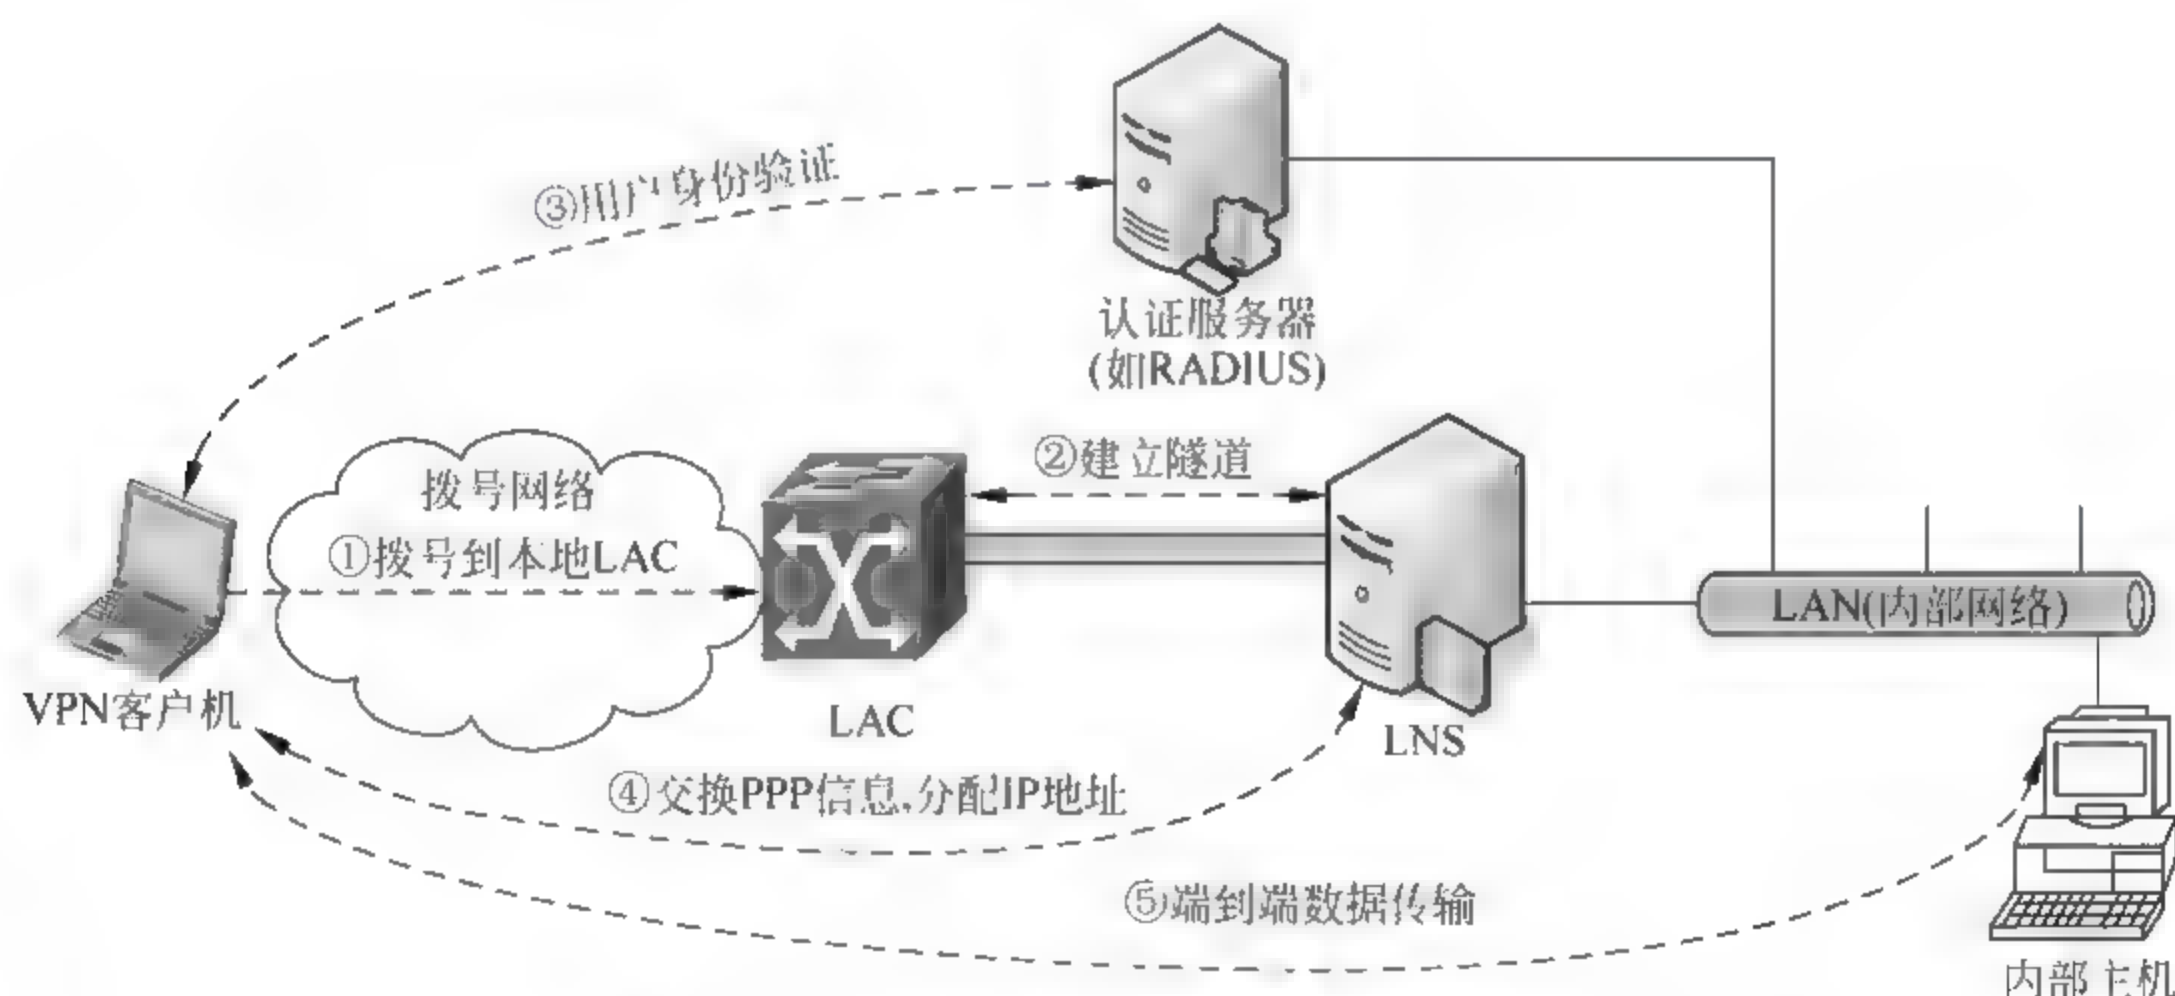 ③用户身份验证
认证服务器
(如RADIUS)
②建立隧道
拨号网络
①拨号到本地LAC
LAN(内部网络)
VPN客户机
LAC
LNS
④交换PPP信息,分配IP地址
⑤端到端数据传输
内部主机